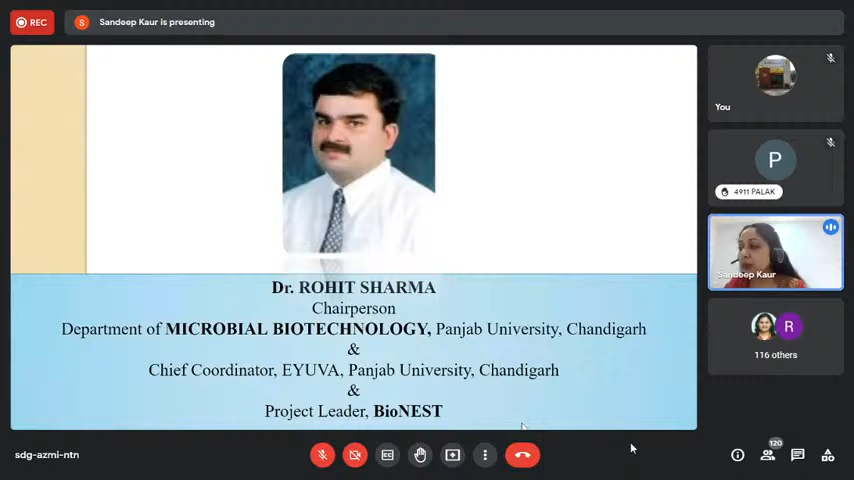 REC
S
Sandeep Kaur is presenting
You
P
4911 PALAK
Sandeep Kaur
R
116 others
Dr. ROHIT SHARMA
Chairperson
Department of MICROBIAL BIOTECHNOLOGY, Panjab University, Chandigarh
&
Chief Coordinator, EYUVA, Panjab University, Chandigarh
&
Project Leader, BioNEST
sdg-azmi-ntn
CC
120